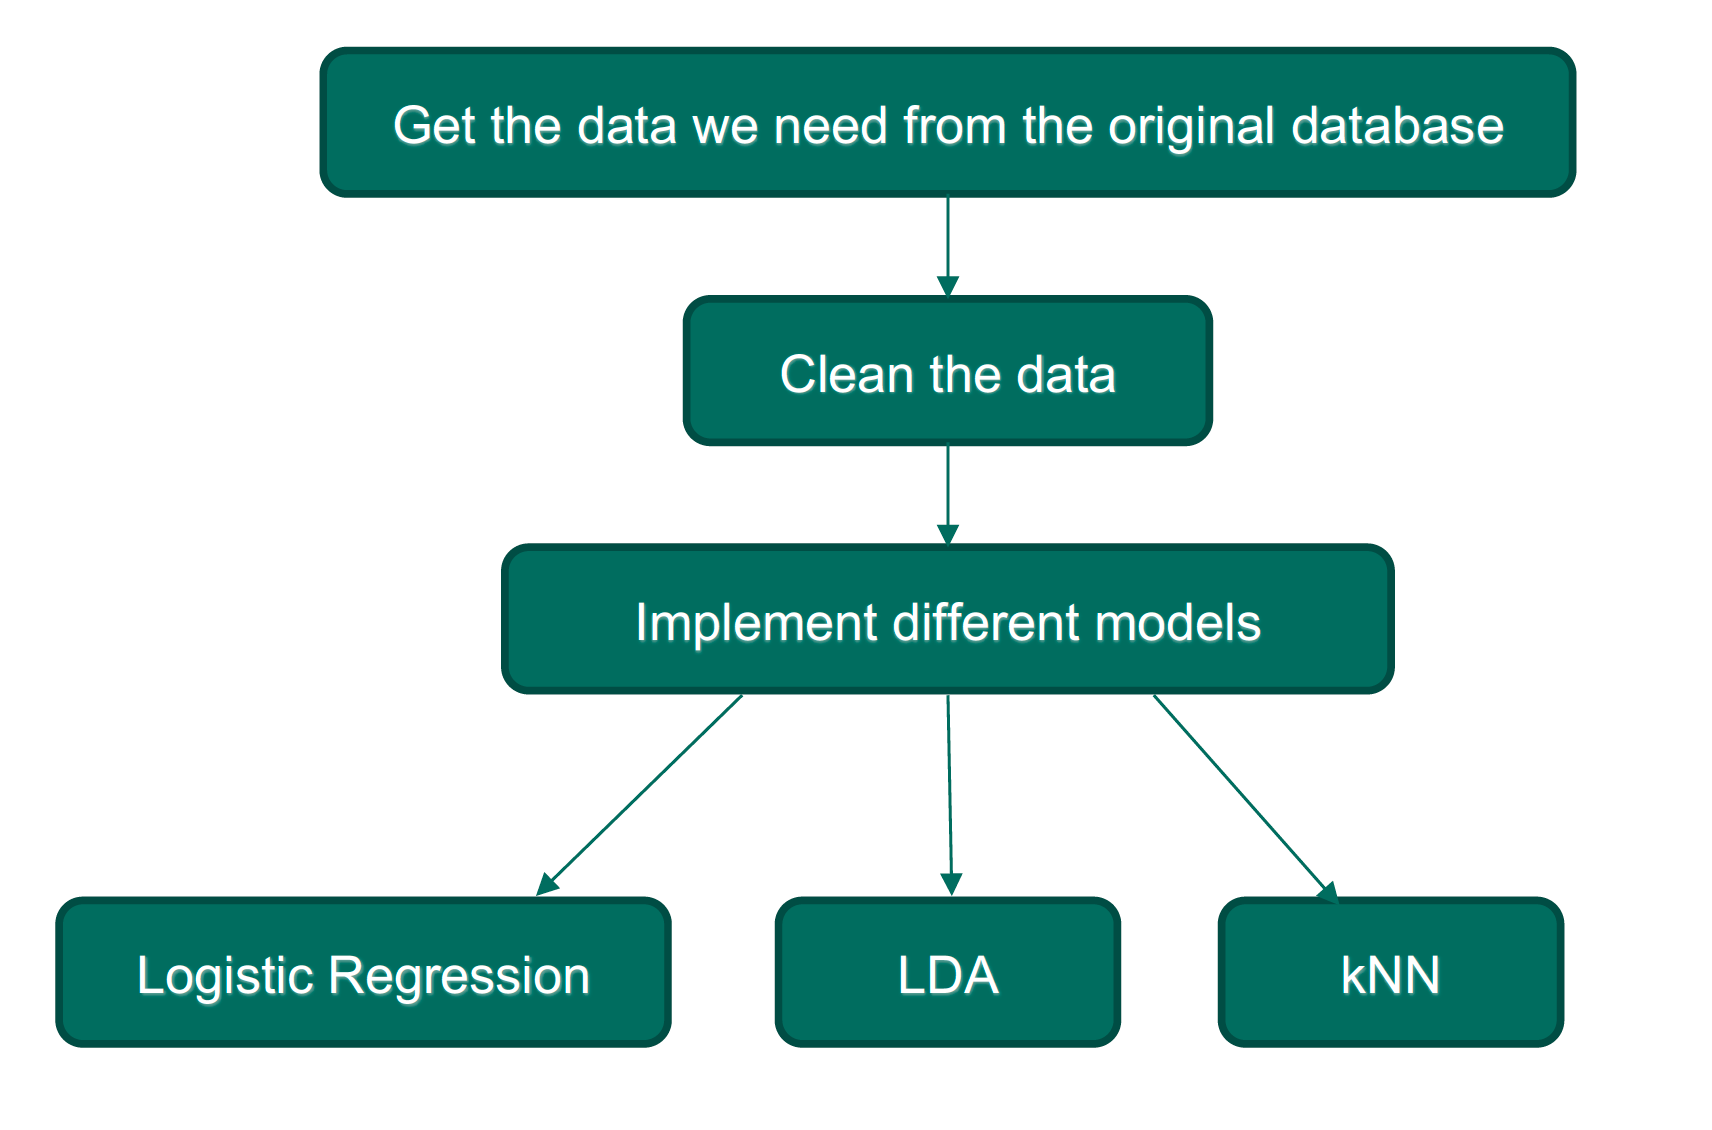 Get the data we need from the original database
Clean the data
Implement different models
Logistic Regression
LDA
kNN